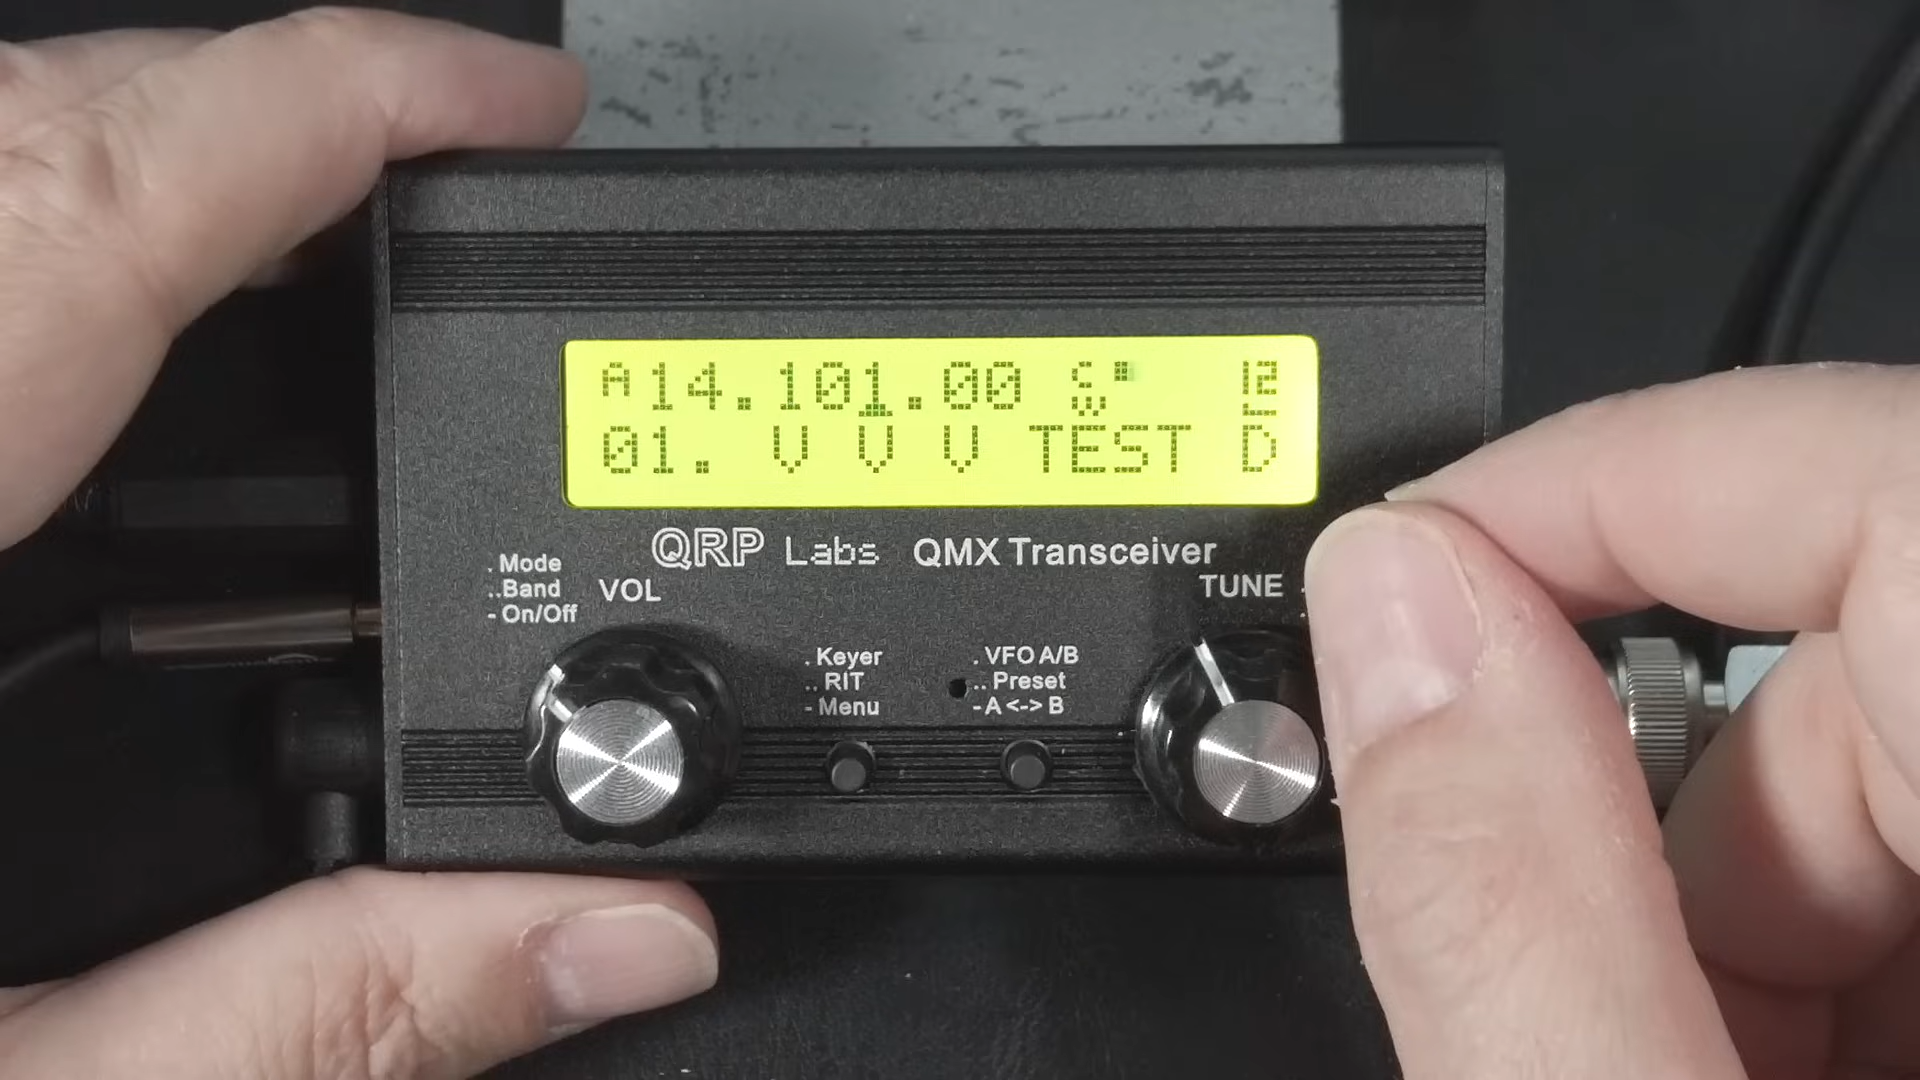 A14.101.00
01. V V V TEST D
QRP Labs QMX Transceiver
. Mode
.. Band
- On/Off
VOL
TUNE
. Keyer
.. RIT
- Menu
. VFO A/B
.. Preset
- A <-> B